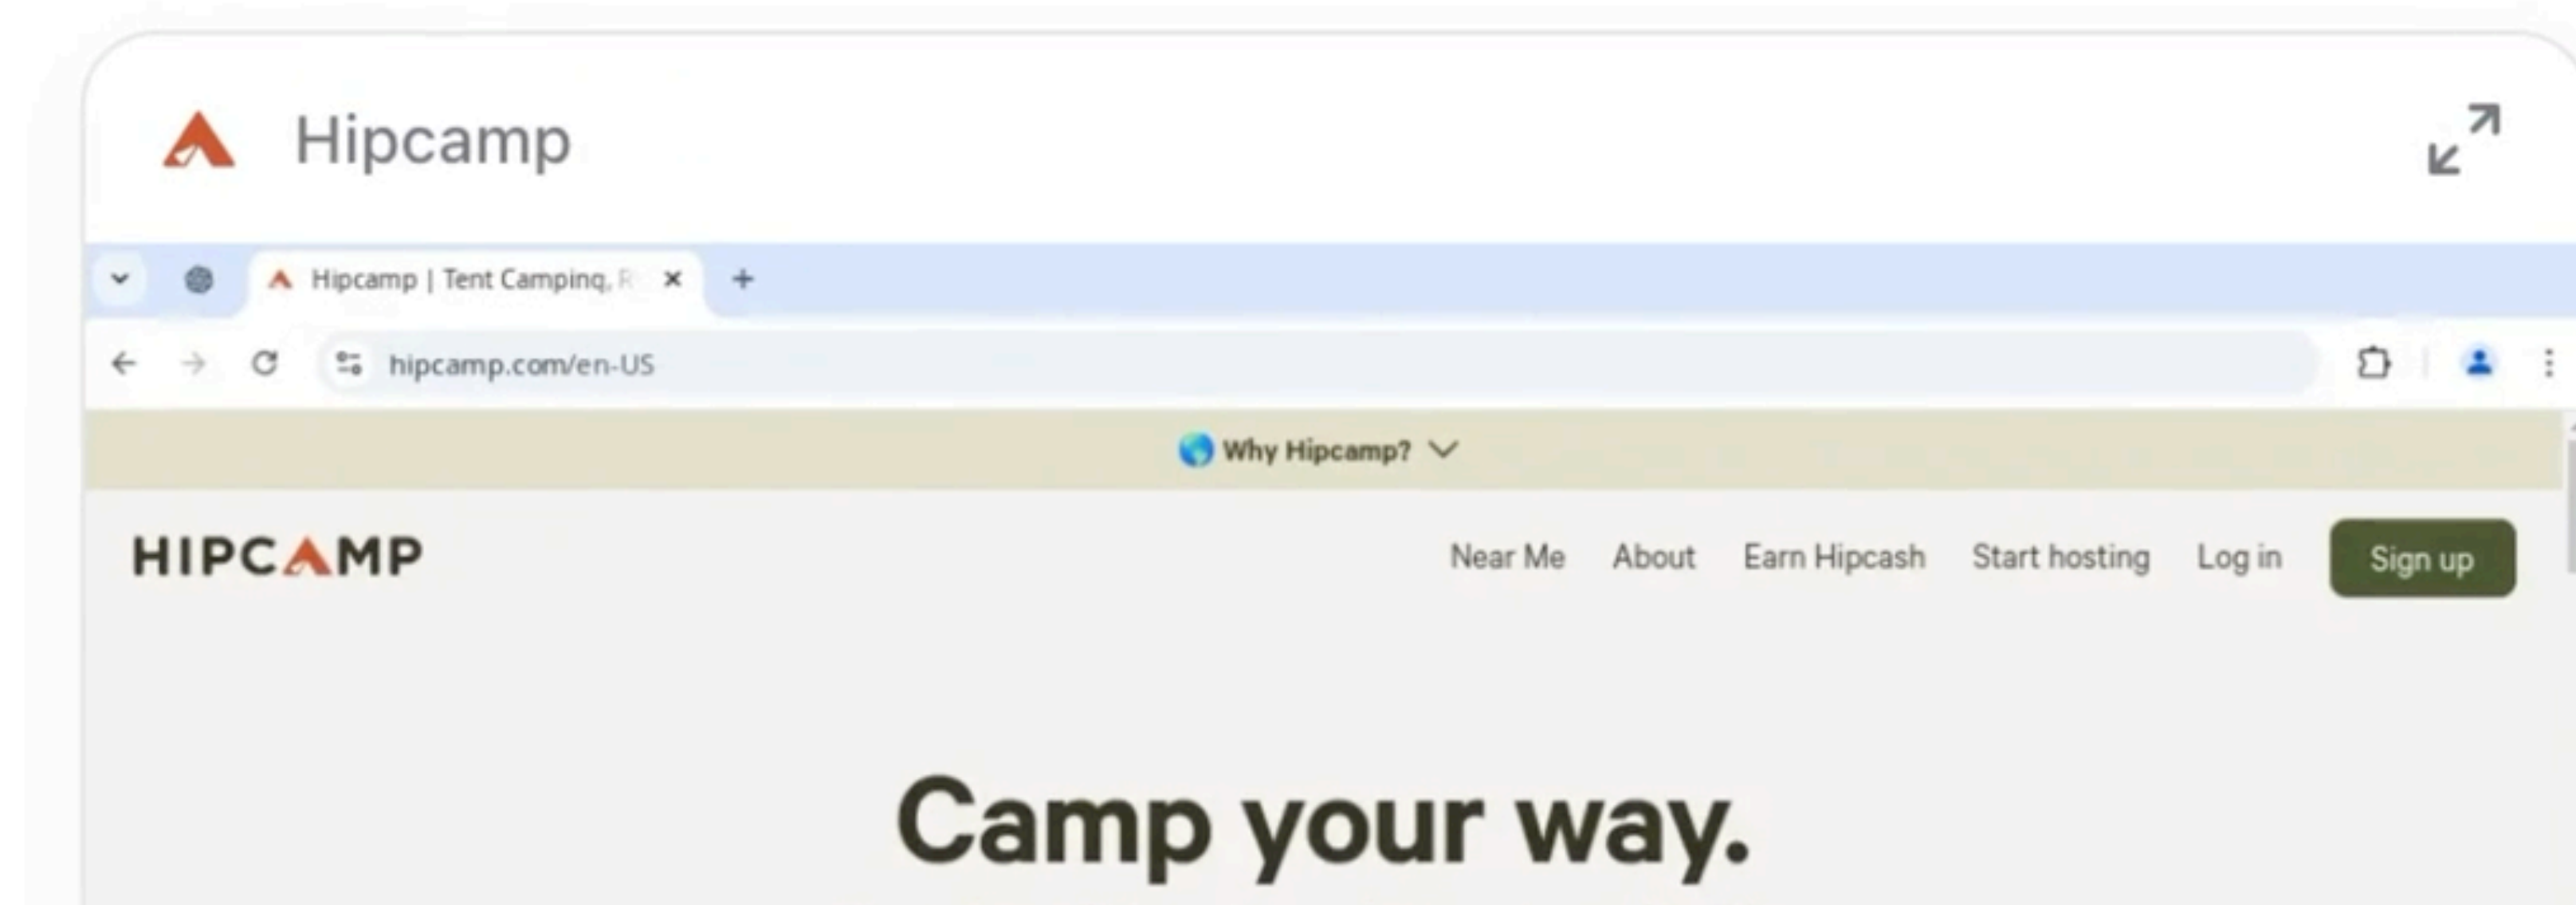 Hipcamp
Hipcamp | Tent Camping, R
hipcamp.com/en-US
Why Hipcamp?
HIPCAMP
Near Me About Earn Hipcash Start hosting Log in Sign up
Camp your way.